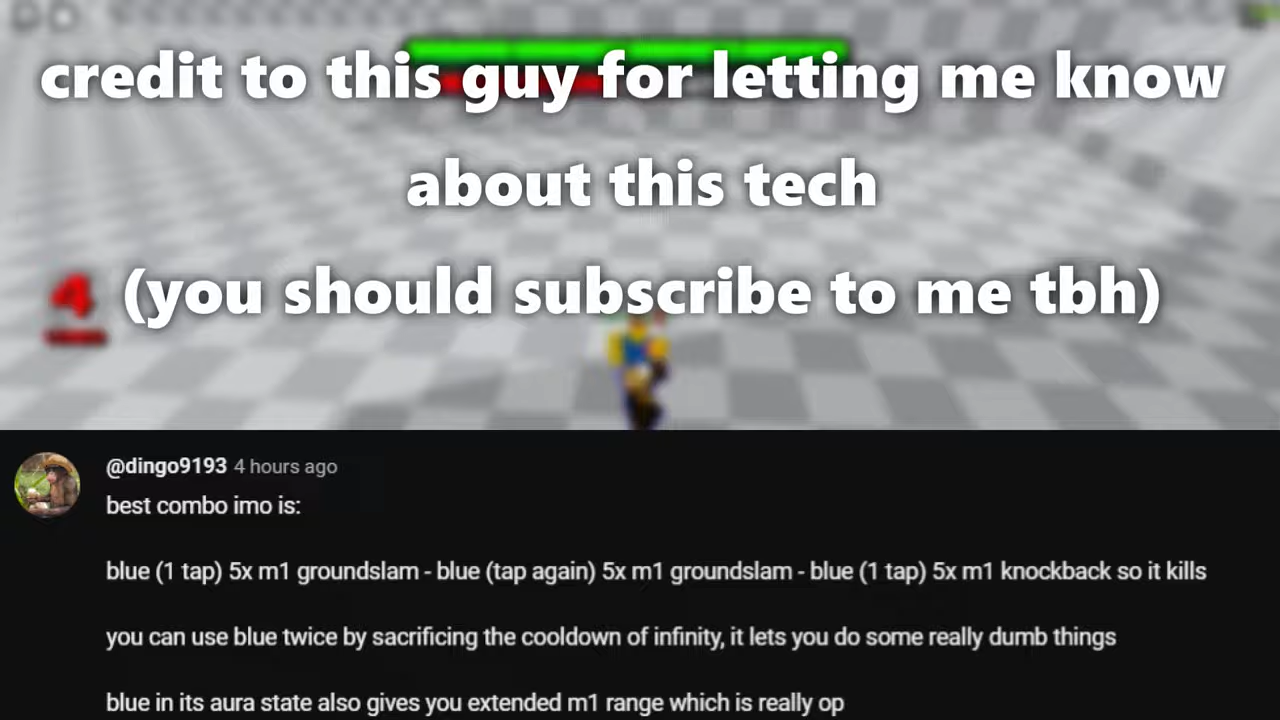 credit to this guy for letting me know
about this tech
(you should subscribe to me tbh)
4
@dingo9193 4 hours ago
best combo imo is:
blue (1 tap) 5x m1 groundslam - blue (tap again) 5x m1 groundslam - blue (1 tap) 5x m1 knockback so it kills
you can use blue twice by sacrificing the cooldown of infinity, it lets you do some really dumb things
blue in its aura state also gives you extended m1 range which is really op